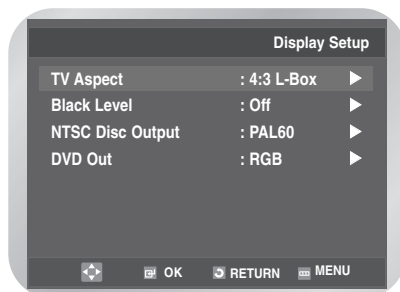 Display Setup
TV Aspect : 4:3 L-Box
Black Level : Off
NTSC Disc Output : PAL60
DVD Out : RGB
OK RETURN MENU